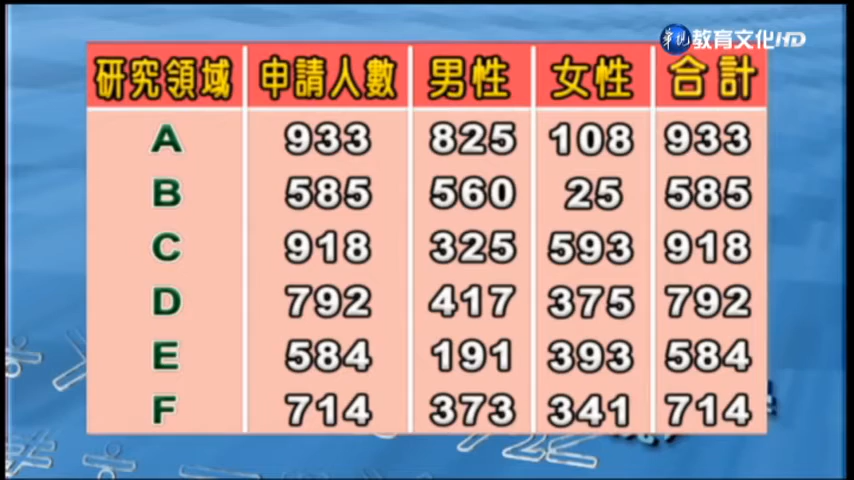 華視 教育文化HD
研究領域 申請人數 男性 女性 合計
A 933 825 108 933
B 585 560 25 585
C 918 325 593 918
D 792 417 375 792
E 584 191 393 584
F 714 373 341 714